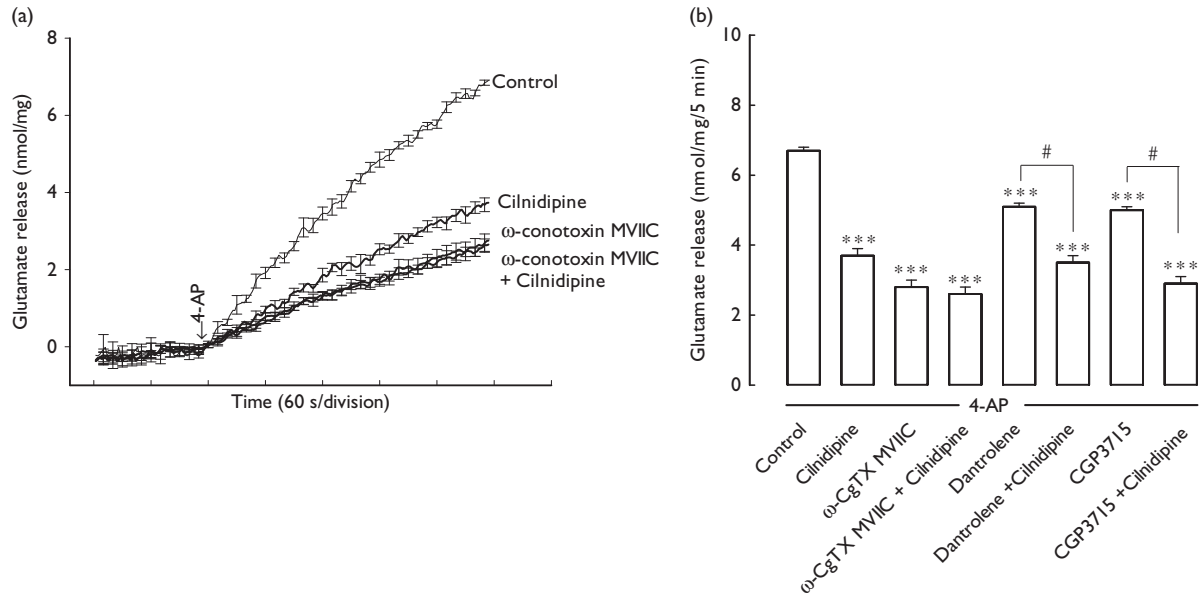 (a)
8
6
4
2
0
Glutamate release (nmol/mg)
Control
Cilnidipine
ω-conotoxin MVIIC
ω-conotoxin MVIIC
+ Cilnidipine
4-AP
Time (60 s/division)
(b)
10
8
6
4
2
0
Glutamate release (nmol/mg/5 min)
***
***
***
***
#
***
***
#
***
4-AP
Control
Cilnidipine
ω-CgTX MVIIC
ω-CgTX MVIIC + Cilnidipine
Dantrolene
Dantrolene +Cilnidipine
CGP3715
CGP3715 +Cilnidipine